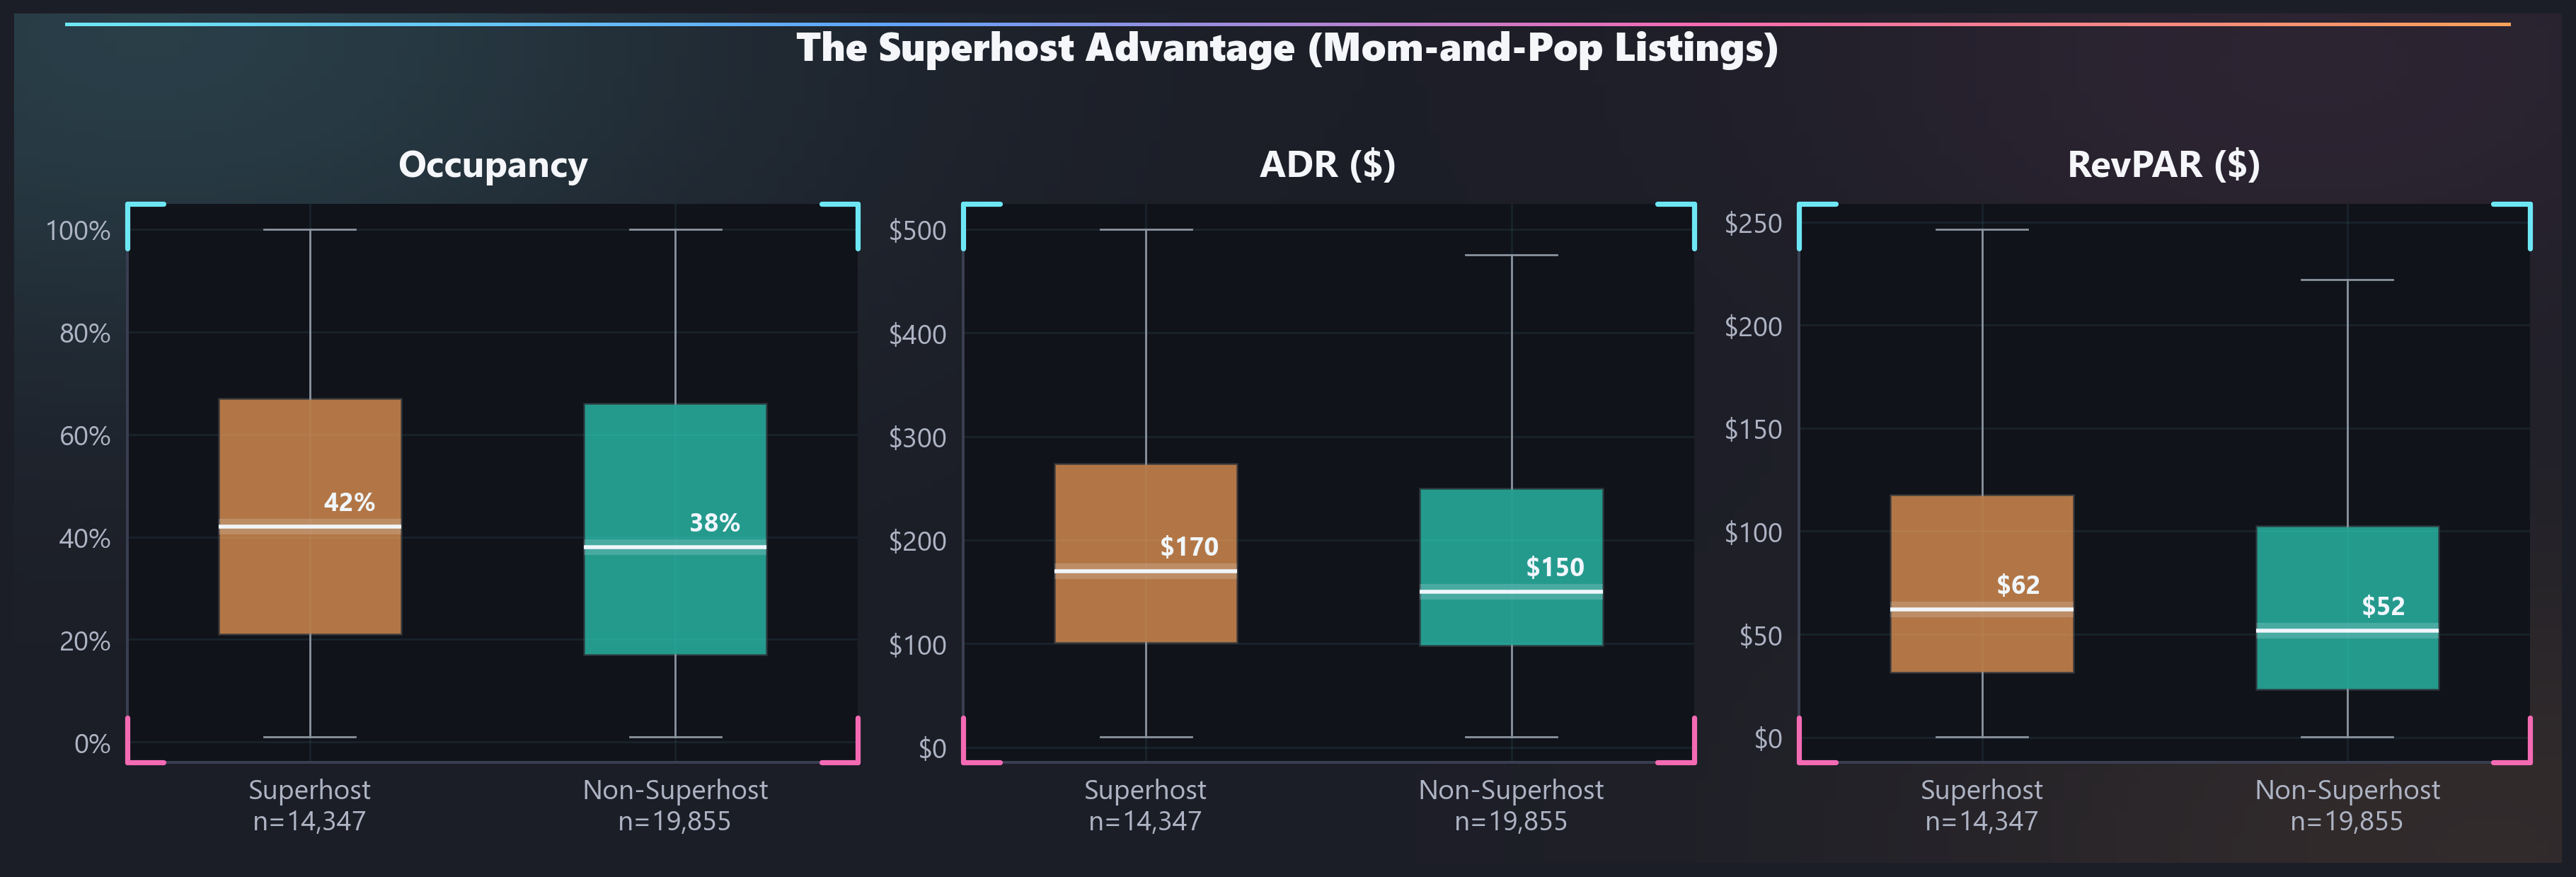 The Superhost Advantage (Mom-and-Pop Listings)
Occupancy
100%
80%
60%
40%
20%
0%
42%
38%
Superhost
n=14,347
Non-Superhost
n=19,855
ADR ($)
$500
$400
$300
$200
$100
$0
$170
$150
Superhost
n=14,347
Non-Superhost
n=19,855
RevPAR ($)
$250
$200
$150
$100
$50
$0
$62
$52
Superhost
n=14,347
Non-Superhost
n=19,855